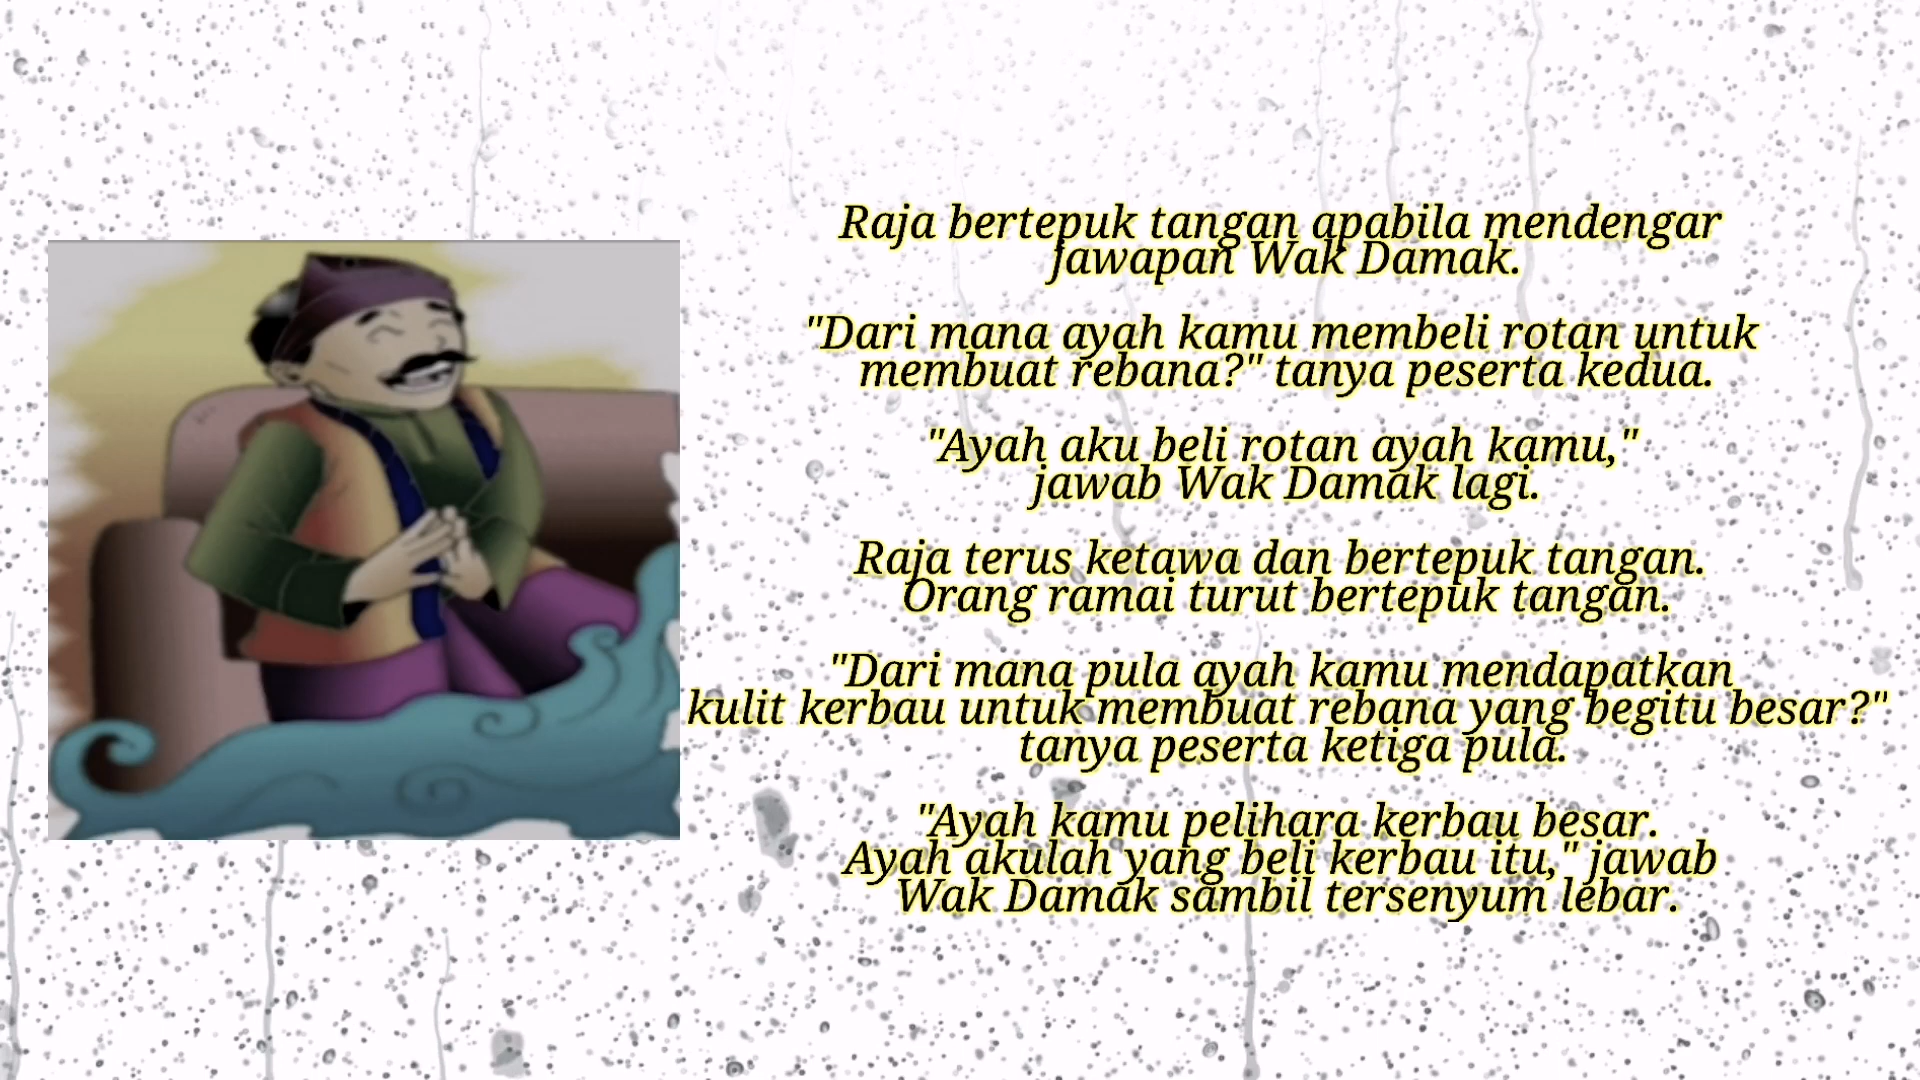 Raja bertepuk tangan apabila mendengar
jawapan Wak Damak.
"Dari mana ayah kamu membeli rotan untuk
membuat rebana?" tanya peserta kedua.
"Ayah aku beli rotan ayah kamu,"
jawab Wak Damak lagi.
Raja terus ketawa dan bertepuk tangan.
Orang ramai turut bertepuk tangan.
"Dari mana pula ayah kamu mendapatkan
kulit kerbau untuk membuat rebana yang begitu besar?"
tanya peserta ketiga pula.
"Ayah kamu pelihara kerbau besar.
Ayah akulah yang beli kerbau itu," jawab
Wak Damak sambil tersenyum lebar.